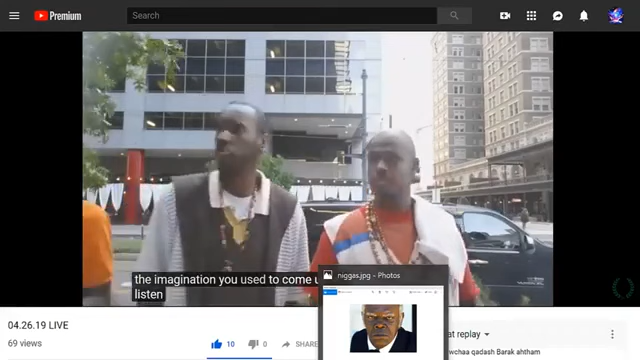 Premium
Search
the imagination you used to come u
listen
niggas.jpg - Photos
04.26.19 LIVE
69 views
10
0
SHARE
at replay
wchaa qadash Barak ahtham